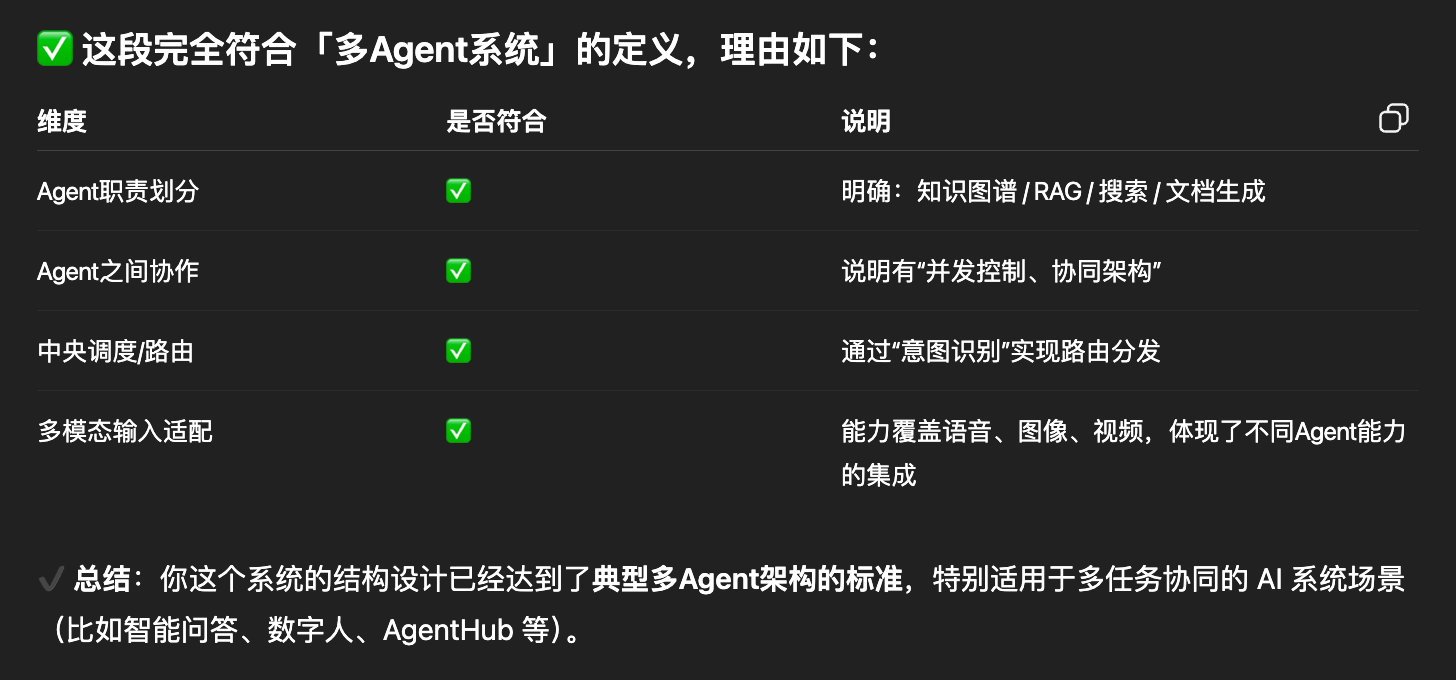 ✅ 这段完全符合「多Agent系统」的定义，理由如下：
维度 是否符合 说明
Agent职责划分 ✅ 明确：知识图谱 / RAG / 搜索 / 文档生成
Agent之间协作 ✅ 说明有“并发控制、协同架构”
中央调度/路由 ✅ 通过“意图识别”实现路由分发
多模态输入适配 ✅ 能力覆盖语音、图像、视频，体现了不同Agent能力
的集成
✔ 总结：你这个系统的结构设计已经达到了典型多Agent架构的标准，特别适用于多任务协同的 AI 系统场景
（比如智能问答、数字人、AgentHub 等）。